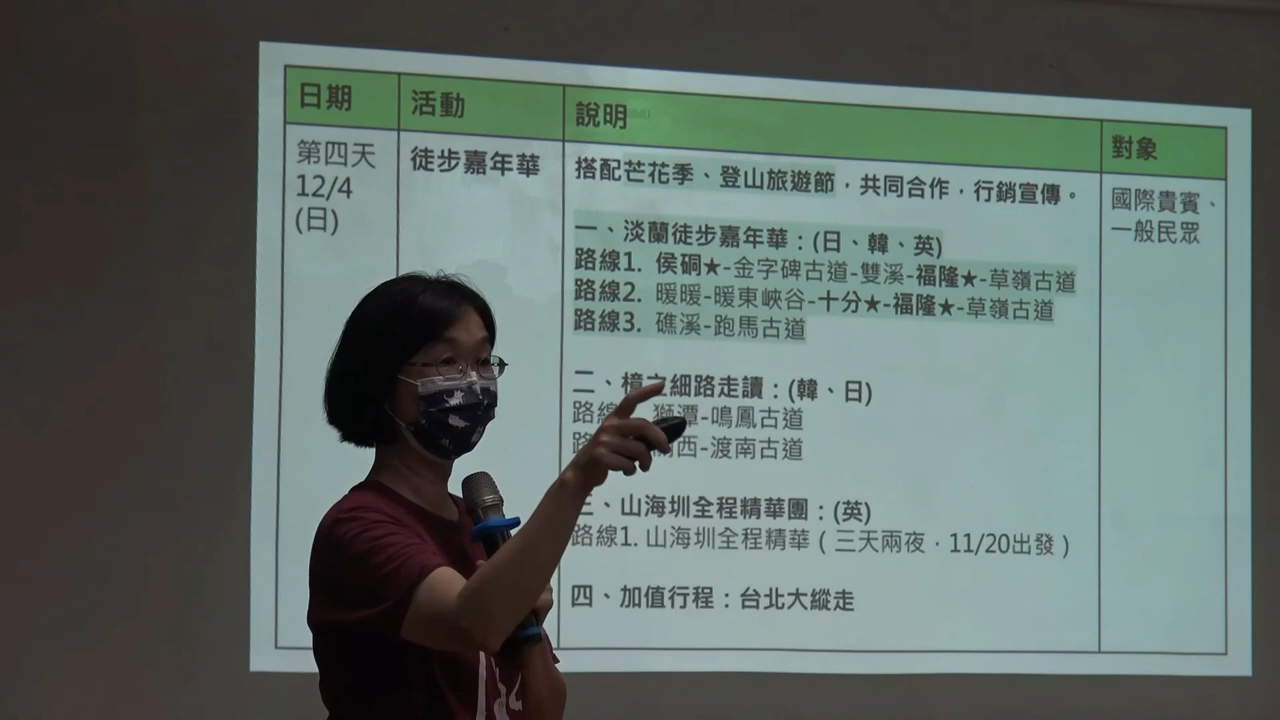 日期
活動
說明
對象
第四天
12/4
(日)
徒步嘉年華
搭配芒花季、登山旅遊節，共同合作，行銷宣傳。
一、淡蘭徒步嘉年華：(日、韓、英)
路線1. 侯硐★-金字碑古道-雙溪-福隆★-草嶺古道
路線2. 暖暖-暖東峽谷-十分★-福隆★-草嶺古道
路線3. 礁溪-跑馬古道
二、樟之細路走讀：(韓、日)
路線 獅潭-鳴鳳古道
路 西-渡南古道
三、山海圳全程精華團：(英)
路線1. 山海圳全程精華（三天兩夜，11/20出發）
四、加值行程：台北大縱走
國際貴賓、
一般民眾